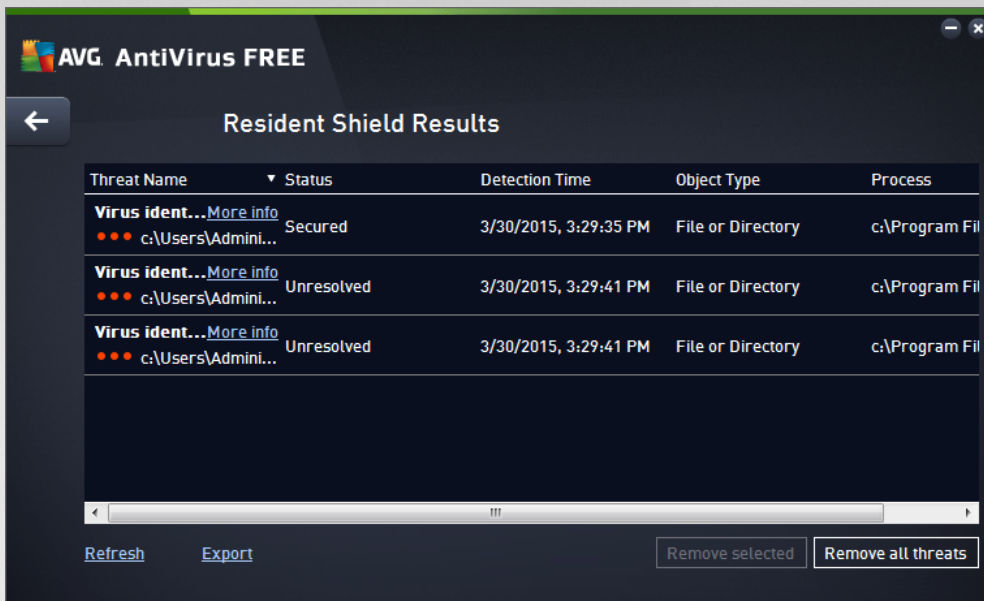 AVG. AntiVirus FREE
Resident Shield Results
Threat Name Status Detection Time Object Type Process
Virus ident...More info
c:\Users\Admini... Secured 3/30/2015, 3:29:35 PM File or Directory c:\Program Fil
Virus ident...More info
c:\Users\Admini... Unresolved 3/30/2015, 3:29:41 PM File or Directory c:\Program Fil
Virus ident...More info
c:\Users\Admini... Unresolved 3/30/2015, 3:29:41 PM File or Directory c:\Program Fil
Refresh Export Remove selected Remove all threats